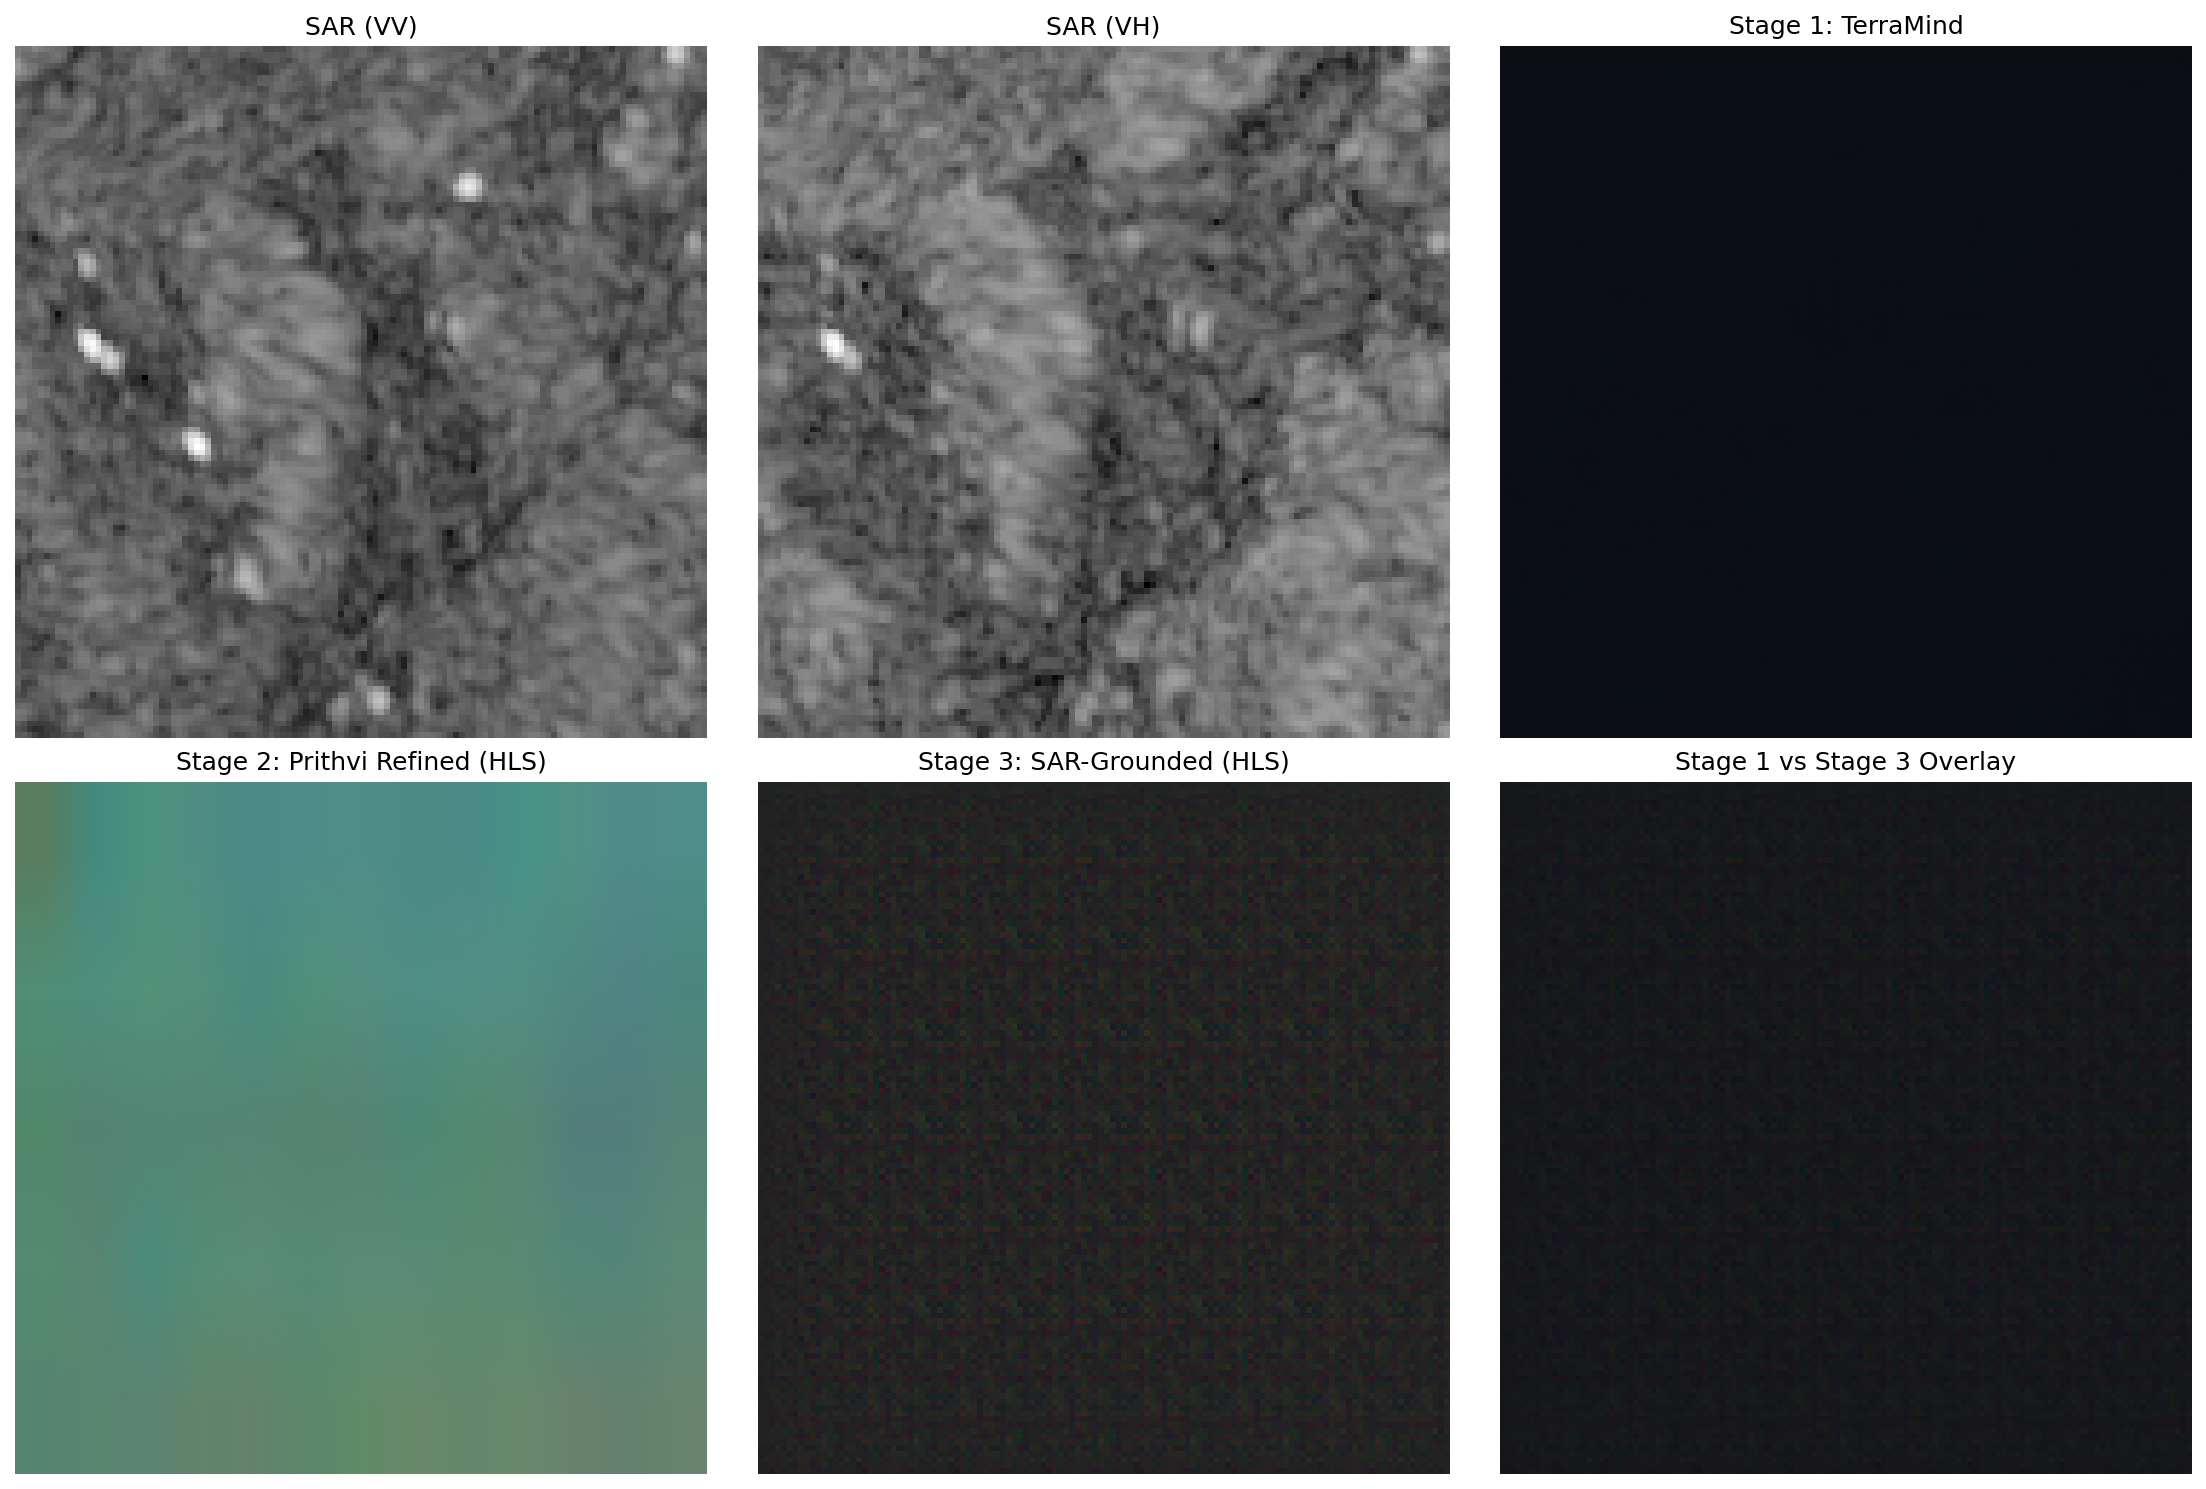 SAR (VV)
SAR (VH)
Stage 1: TerraMind
Stage 2: Prithvi Refined (HLS)
Stage 3: SAR-Grounded (HLS)
Stage 1 vs Stage 3 Overlay